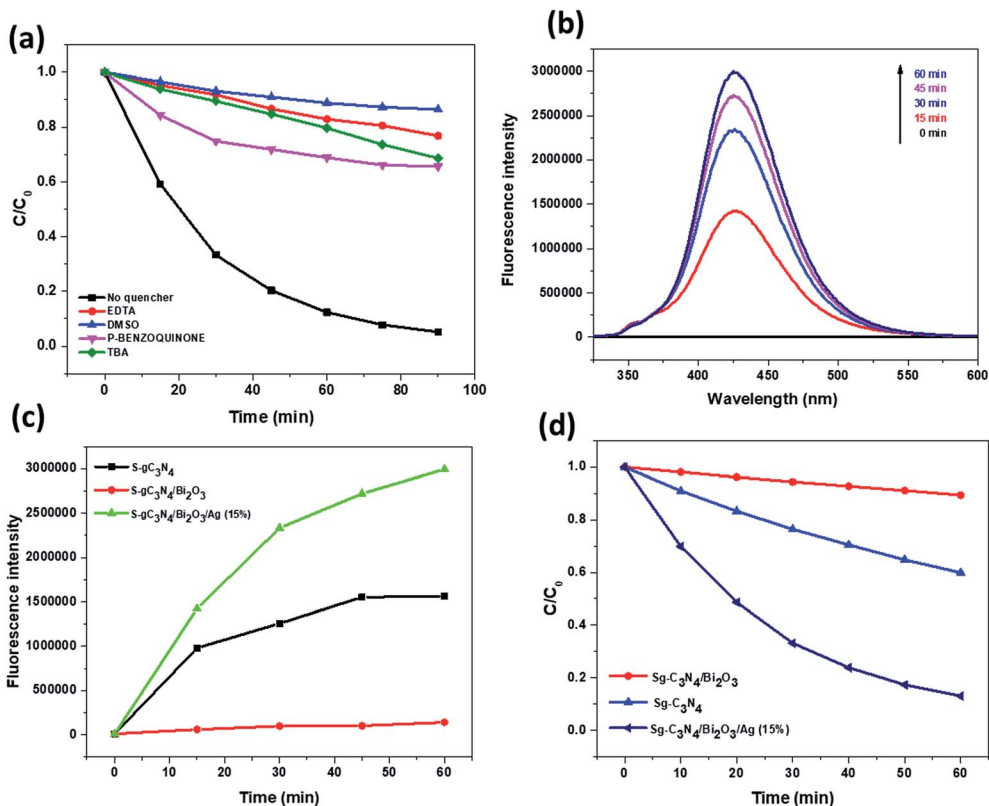 (a)
1.0
0.8
0.6
0.4
0.2
0.0
C/C₀
No quencher
EDTA
DMSO
P-BENZOQUINONE
TBA
0 20 40 60 80 100
Time (min)
(b)
3000000
2500000
2000000
1500000
1000000
500000
0
Fluorescence intensity
60 min
45 min
30 min
15 min
0 min
350 400 450 500 550 600
Wavelength (nm)
(c)
3000000
2500000
2000000
1500000
1000000
500000
0
Fluorescence intensity
S-gC₃N₄
S-gC₃N₄/Bi₂O₃
S-gC₃N₄/Bi₂O₃/Ag (15%)
0 10 20 30 40 50 60
Time (min)
(d)
1.0
0.8
0.6
0.4
0.2
0.0
C/C₀
Sg-C₃N₄/Bi₂O₃
Sg-C₃N₄
Sg-C₃N₄/Bi₂O₃/Ag (15%)
0 10 20 30 40 50 60
Time (min)